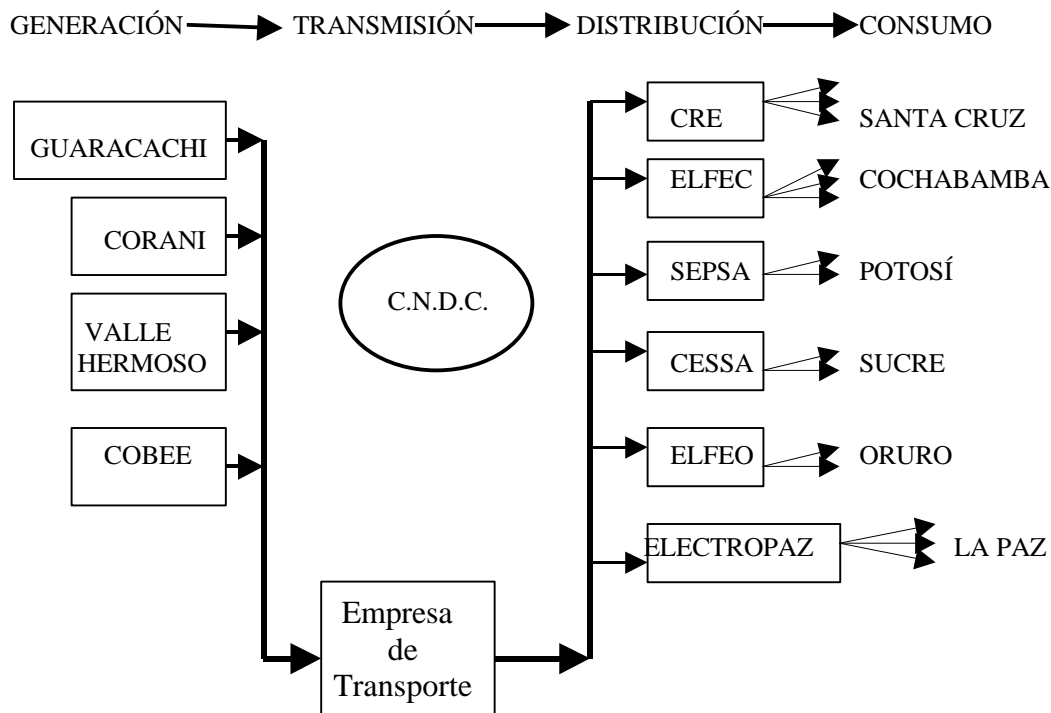 GENERACIÓN TRANSMISIÓN DISTRIBUCIÓN CONSUMO
GUARACACHI
CORANI
VALLE
HERMOSO
COBEE
C.N.D.C.
Empresa
de
Transporte
CRE SANTA CRUZ
ELFEC COCHABAMBA
SEPSA POTOSÍ
CESSA SUCRE
ELFEO ORURO
ELECTROPAZ LA PAZ